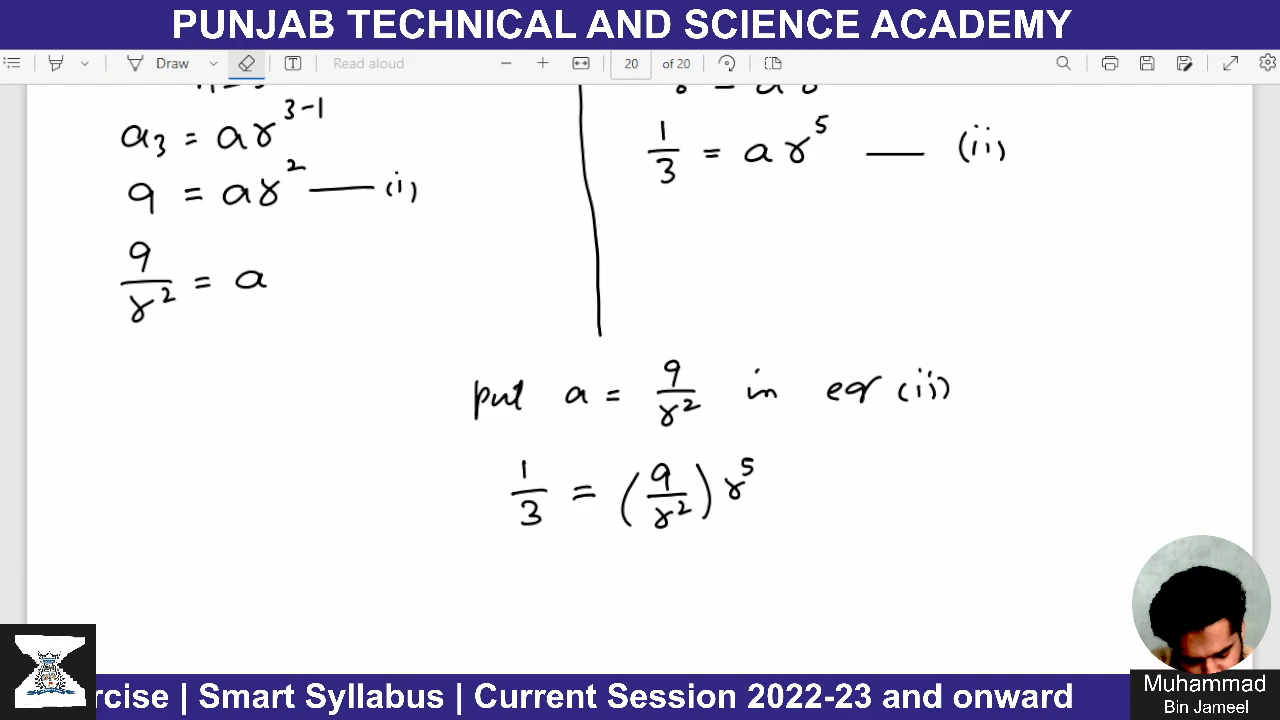 PUNJAB TECHNICAL AND SCIENCE ACADEMY
Draw Read aloud 20 of 20
a₃ = ar³⁻¹
9 = ar² —— (i)
9/r² = a
1/3 = ar⁵ —— (ii)
put a = 9/r² in eq (ii)
1/3 = (9/r²) r⁵
rcise | Smart Syllabus | Current Session 2022-23 and onward
Muhammad
Bin Jameel